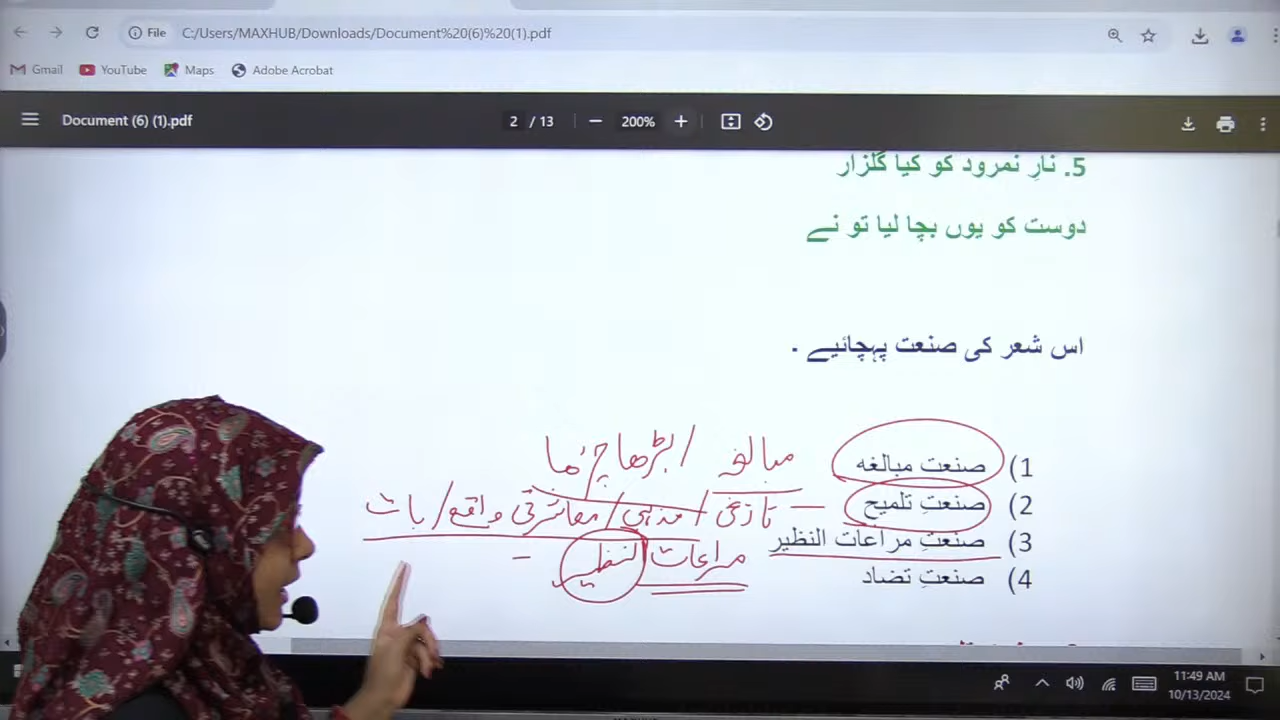 File C:/Users/MAXHUB/Downloads/Document%20(6)%20(1).pdf
Gmail YouTube Maps Adobe Acrobat
Document (6) (1).pdf 2 / 13 200%
5. نارِ نمرود کو کیا گلزار
دوست کو یوں بچا لیا تو نے
اس شعر کی صنعت پہچانیے ۔
1) صنعتِ مبالغہ مبالغہ / بڑھا چڑھا
2) صنعتِ تلمیح — تاریخی / مذہبی / معاشرتی واقع / بات
3) صنعتِ مراعات النظیر مراعات النظیر –
4) صنعتِ تضاد
11:49 AM
10/13/2024